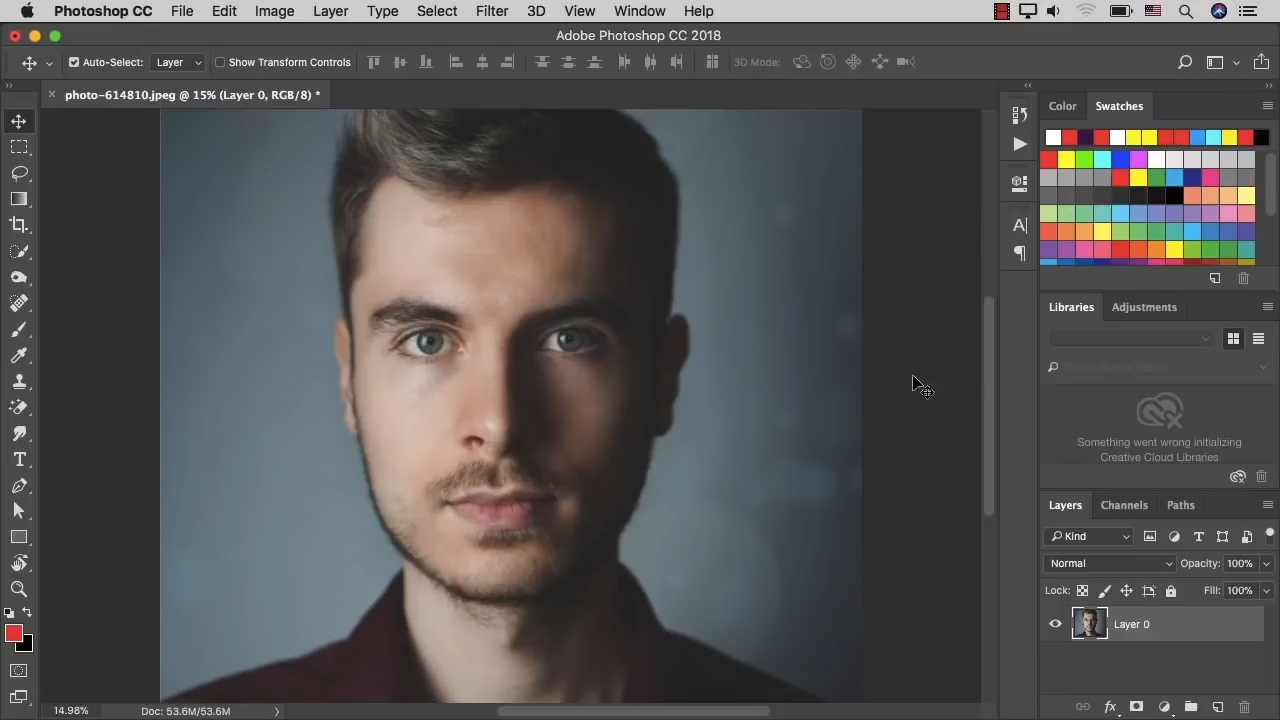 Photoshop CC File Edit Image Layer Type Select Filter 3D View Window Help
Adobe Photoshop CC 2018
Auto-Select: Layer Show Transform Controls 3D Mode:
× photo-614810.jpeg @ 15% (Layer 0, RGB/8) *
Color Swatches
Libraries Adjustments
Something went wrong initializing
Creative Cloud Libraries
Layers Channels Paths
Kind
Normal Opacity: 100%
Lock: Fill: 100%
Layer 0
14.98% Doc: 53.6M/53.6M